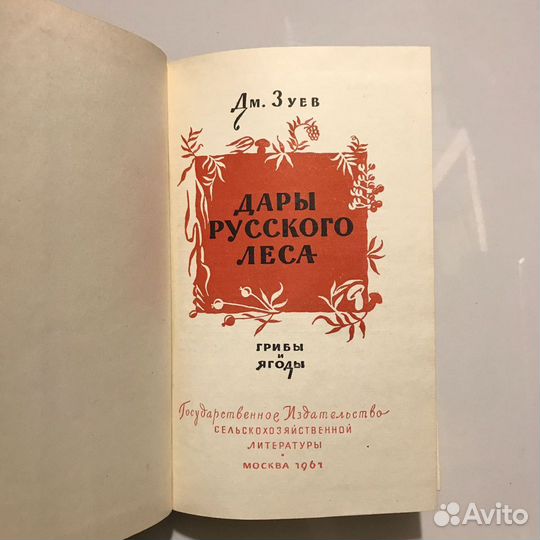 Дм. Зуев
ДАРЫ
РУССКОГО
ЛЕСА
ГРИБЫ
И
ЯГОДЫ
Государственное Издательство
СЕЛЬСКОХОЗЯЙСТВЕННОЙ
ЛИТЕРАТУРЫ
•
МОСКВА 1961
Avito